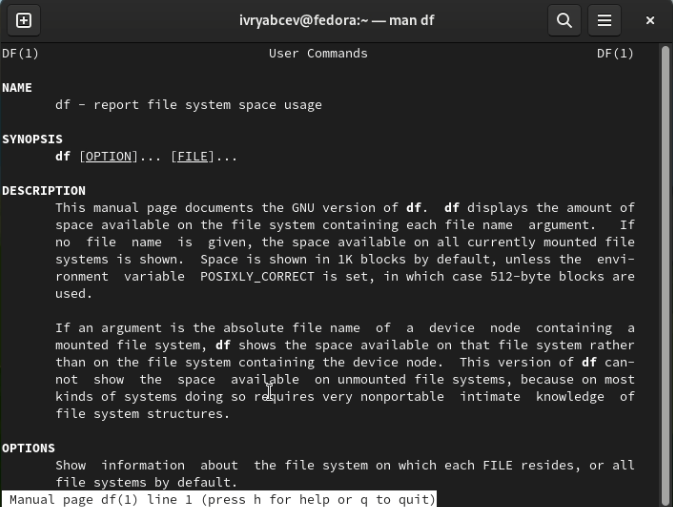 ivryabcev@fedora:~ — man df
DF(1) User Commands DF(1)
NAME
df - report file system space usage
SYNOPSIS
df [OPTION]... [FILE]...
DESCRIPTION
This manual page documents the GNU version of df. df displays the amount of
space available on the file system containing each file name argument. If
no file name is given, the space available on all currently mounted file
systems is shown. Space is shown in 1K blocks by default, unless the envi-
ronment variable POSIXLY_CORRECT is set, in which case 512-byte blocks are
used.
If an argument is the absolute file name of a device node containing a
mounted file system, df shows the space available on that file system rather
than on the file system containing the device node. This version of df can-
not show the space available on unmounted file systems, because on most
kinds of systems doing so requires very nonportable intimate knowledge of
file system structures.
OPTIONS
Show information about the file system on which each FILE resides, or all
file systems by default.
Manual page df(1) line 1 (press h for help or q to quit)